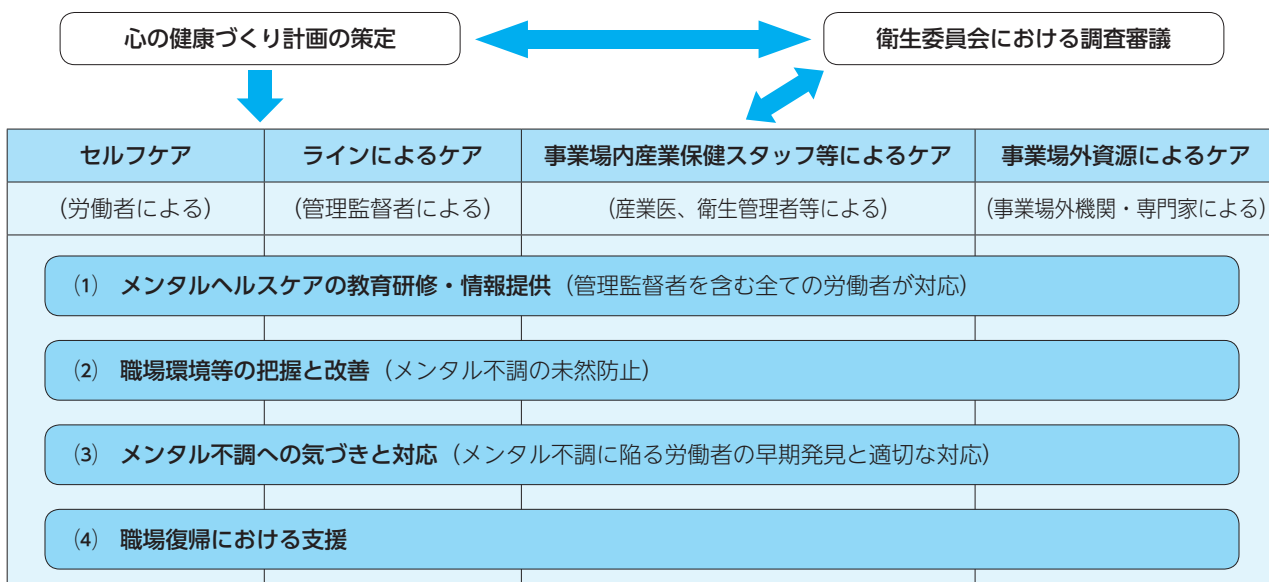 心の健康づくり計画の策定
衛生委員会における調査審議
セルフケア
ラインによるケア
事業場内産業保健スタッフ等によるケア
事業場外資源によるケア
（労働者による）
（管理監督者による）
（産業医、衛生管理者等による）
（事業場外機関・専門家による）
（1） メンタルヘルスケアの教育研修・情報提供（管理監督者を含む全ての労働者が対応）
（2） 職場環境等の把握と改善（メンタル不調の未然防止）
（3） メンタル不調への気づきと対応（メンタル不調に陥る労働者の早期発見と適切な対応）
（4） 職場復帰における支援